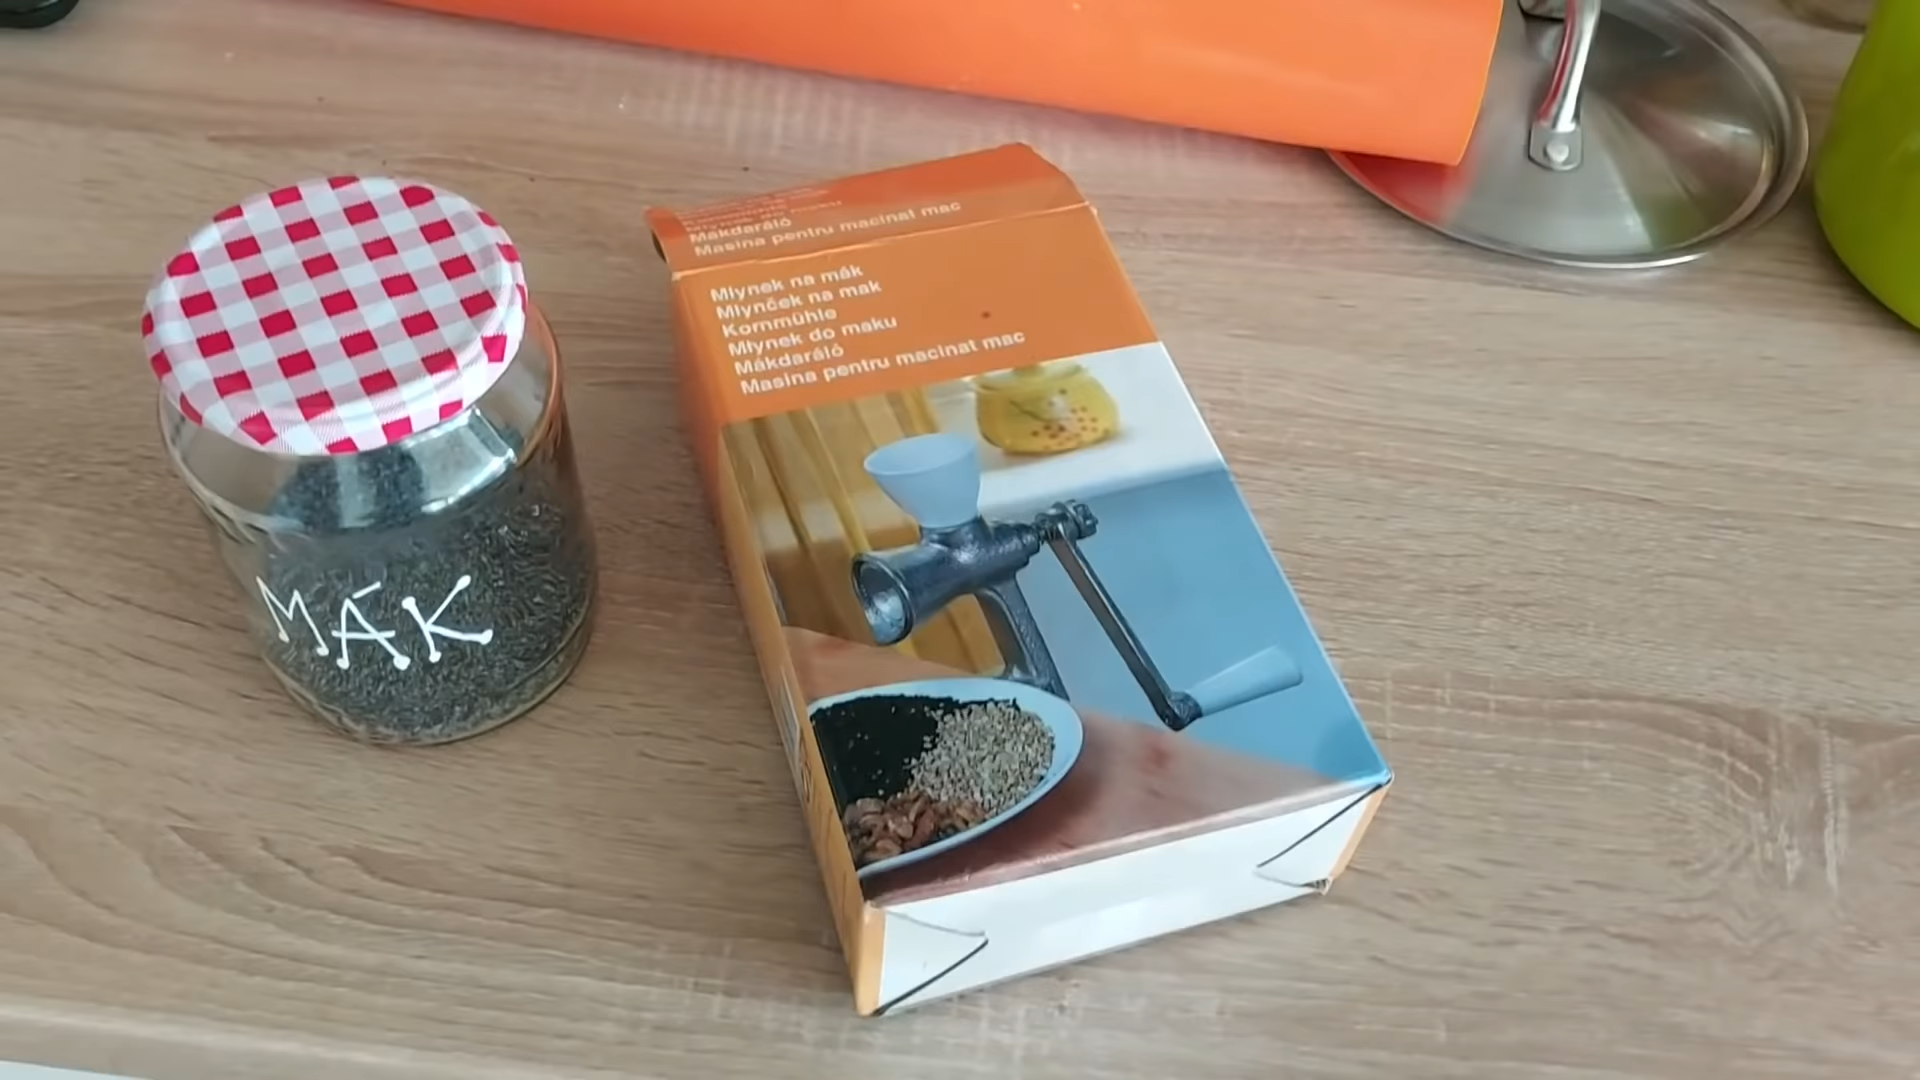 Mákdaráló
Masina pentru macinat mac
Mlynek na mák
Mlynček na mak
Kornmühle
Młynek do maku
Mákdaráló
Masina pentru macinat mac
MÁK